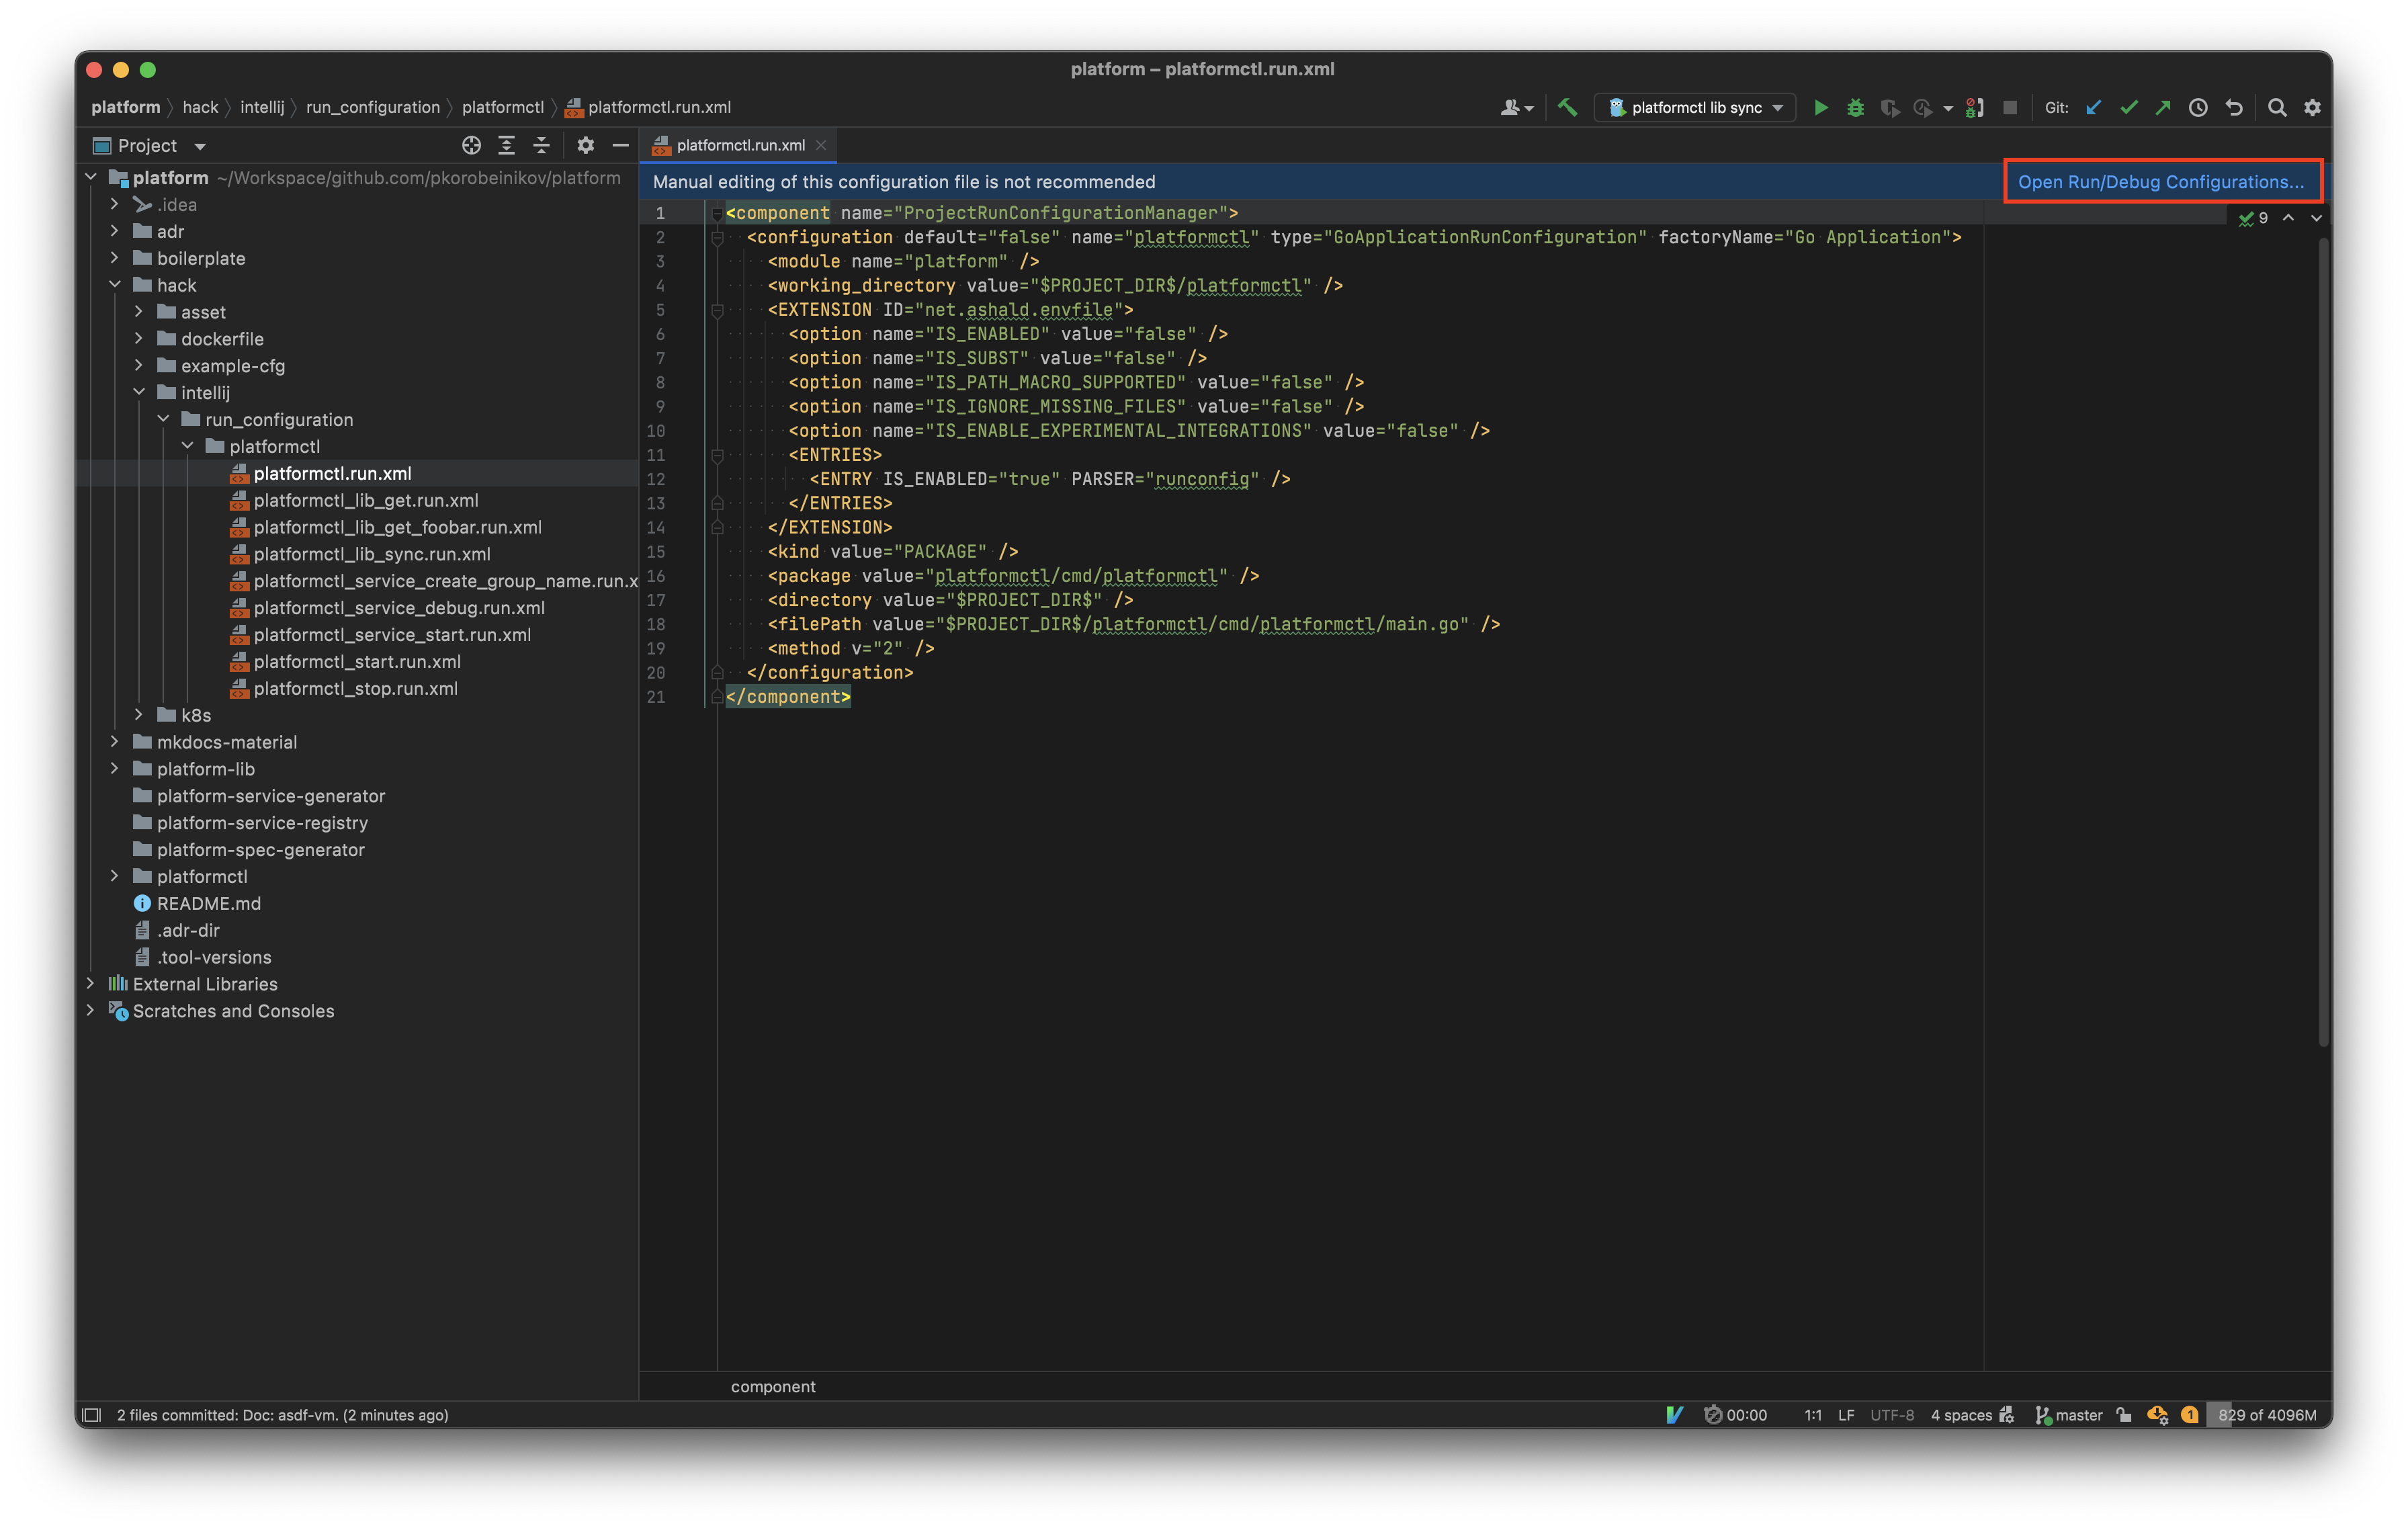 platform – platformctl.run.xml
platform hack intellij run_configuration platformctl platformctl.run.xml
platformctl lib sync
Git:
Project
platformctl.run.xml
platform ~/Workspace/github.com/pkorobeinikov/platform
.idea
adr
boilerplate
hack
asset
dockerfile
example-cfg
intellij
run_configuration
platformctl
platformctl.run.xml
platformctl_lib_get.run.xml
platformctl_lib_get_foobar.run.xml
platformctl_lib_sync.run.xml
platformctl_service_create_group_name.run.x
platformctl_service_debug.run.xml
platformctl_service_start.run.xml
platformctl_start.run.xml
platformctl_stop.run.xml
k8s
mkdocs-material
platform-lib
platform-service-generator
platform-service-registry
platform-spec-generator
platformctl
README.md
.adr-dir
.tool-versions
External Libraries
Scratches and Consoles
Manual editing of this configuration file is not recommended
Open Run/Debug Configurations...
9
1 <component name="ProjectRunConfigurationManager">
2 <configuration default="false" name="platformctl" type="GoApplicationRunConfiguration" factoryName="Go Application">
3 <module name="platform" />
4 <working_directory value="$PROJECT_DIR$/platformctl" />
5 <EXTENSION ID="net.ashald.envfile">
6 <option name="IS_ENABLED" value="false" />
7 <option name="IS_SUBST" value="false" />
8 <option name="IS_PATH_MACRO_SUPPORTED" value="false" />
9 <option name="IS_IGNORE_MISSING_FILES" value="false" />
10 <option name="IS_ENABLE_EXPERIMENTAL_INTEGRATIONS" value="false" />
11 <ENTRIES>
12 <ENTRY IS_ENABLED="true" PARSER="runconfig" />
13 </ENTRIES>
14 </EXTENSION>
15 <kind value="PACKAGE" />
16 <package value="platformctl/cmd/platformctl" />
17 <directory value="$PROJECT_DIR$" />
18 <filePath value="$PROJECT_DIR$/platformctl/cmd/platformctl/main.go" />
19 <method v="2" />
20 </configuration>
21 </component>
component
2 files committed: Doc: asdf-vm. (2 minutes ago)
00:00 1:1 LF UTF-8 4 spaces master 1 829 of 4096M